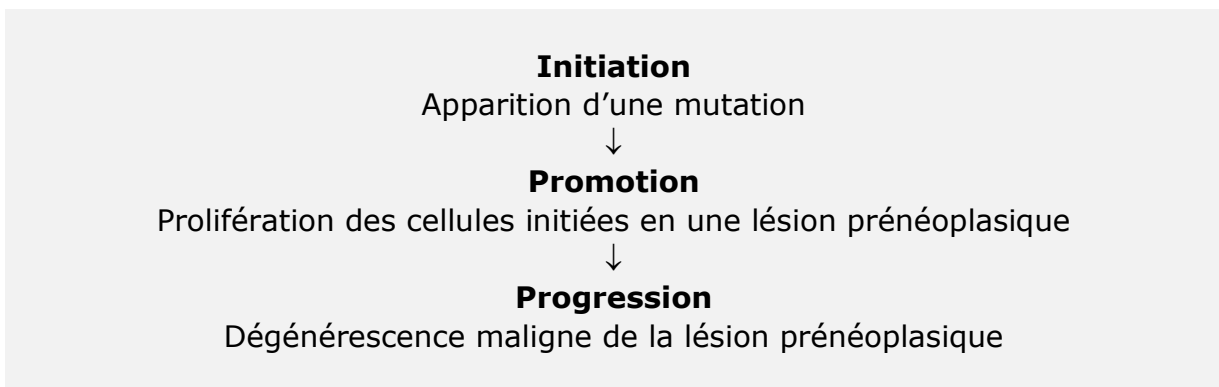 Initiation
Apparition d’une mutation
↓
Promotion
Prolifération des cellules initiées en une lésion prénéoplasique
↓
Progression
Dégénérescence maligne de la lésion prénéoplasique